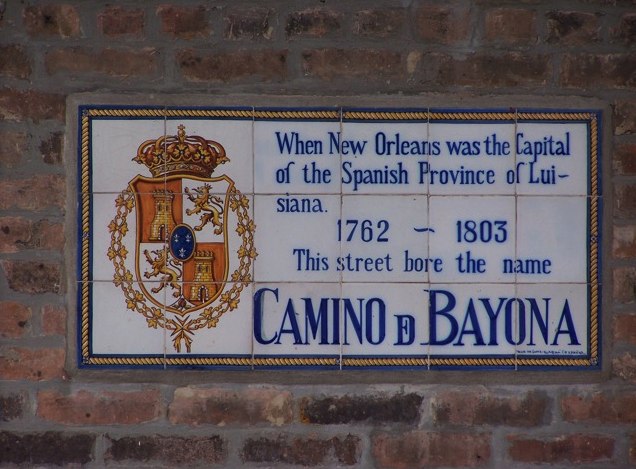 When New Orleans was the Capital
of the Spanish Province of Lui-
siana.
1762 ~ 1803
This street bore the name
CAMINO D BAYONA